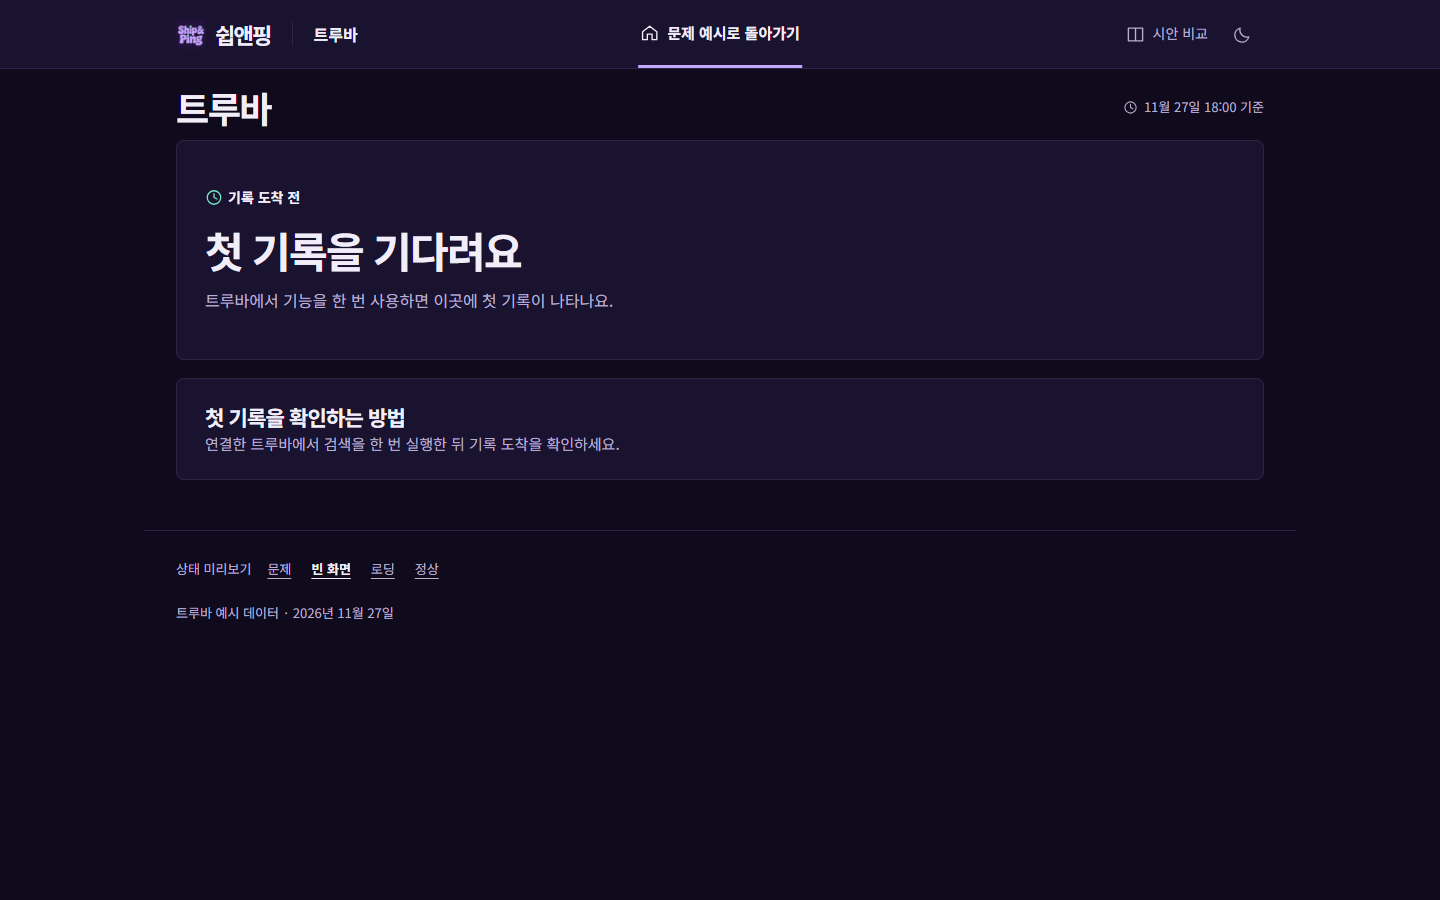 Ship&
Ping
쉽앤핑
트루바
문제 예시로 돌아가기
시안 비교
트루바
11월 27일 18:00 기준
기록 도착 전
첫 기록을 기다려요
트루바에서 기능을 한 번 사용하면 이곳에 첫 기록이 나타나요.
첫 기록을 확인하는 방법
연결한 트루바에서 검색을 한 번 실행한 뒤 기록 도착을 확인하세요.
상태 미리보기 문제 빈 화면 로딩 정상
트루바 예시 데이터 · 2026년 11월 27일